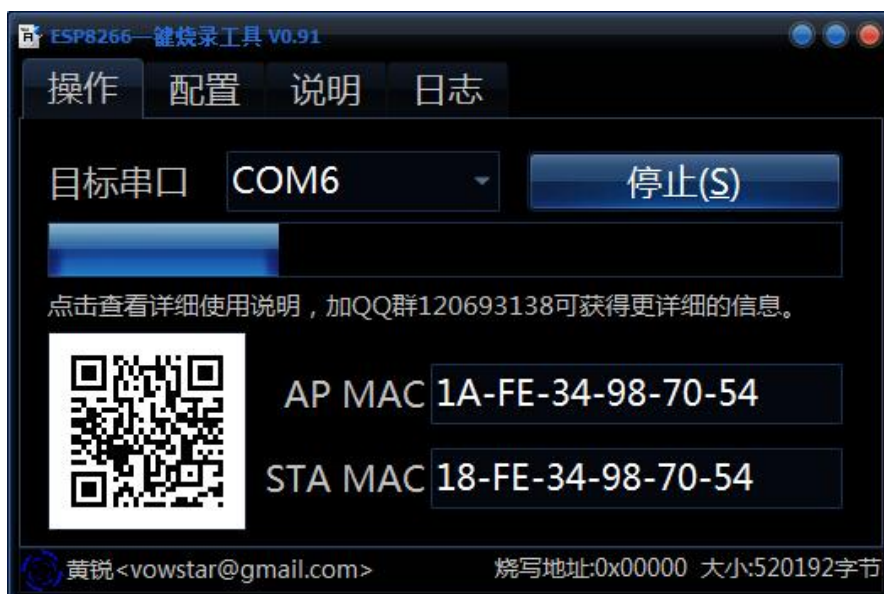 ESP8266一键烧录工具 V0.91
操作 配置 说明 日志
目标串口 COM6 停止(S)
点击查看详细使用说明，加QQ群120693138可获得更详细的信息。
AP MAC 1A-FE-34-98-70-54
STA MAC 18-FE-34-98-70-54
黄锐<vowstar@gmail.com> 烧写地址:0x00000 大小:520192字节